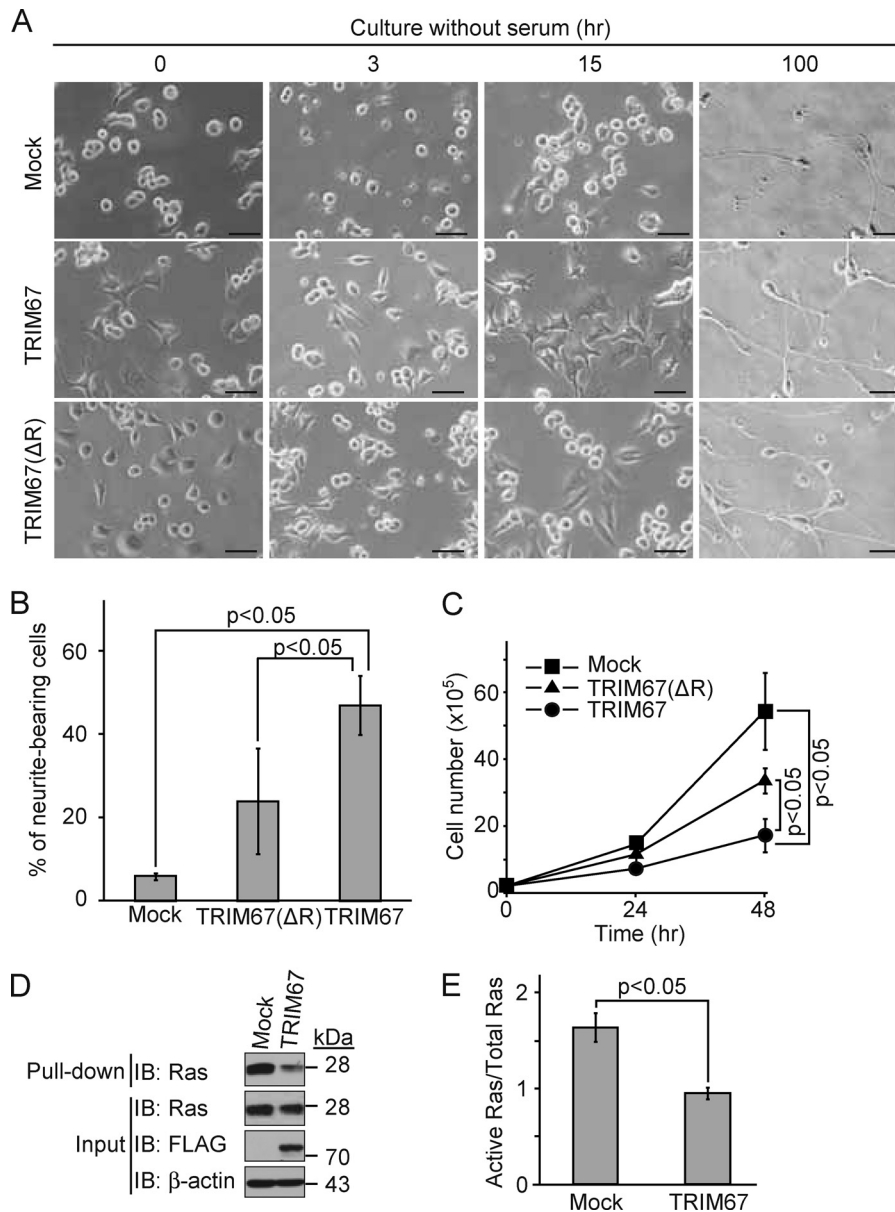 A
Culture without serum (hr)
0 3 15 100
Mock
TRIM67
TRIM67(ΔR)
B
% of neurite-bearing cells
60
40
20
0
p<0.05
p<0.05
Mock TRIM67(ΔR) TRIM67
C
Cell number (x10⁵)
60
40
20
0
Mock
TRIM67(ΔR)
TRIM67
p<0.05
p<0.05
0 24 48
Time (hr)
D
Mock TRIM67 kDa
Pull-down IB: Ras 28
Input
IB: Ras 28
IB: FLAG 70
IB: β-actin 43
E
Active Ras/Total Ras
2
1
0
p<0.05
Mock TRIM67